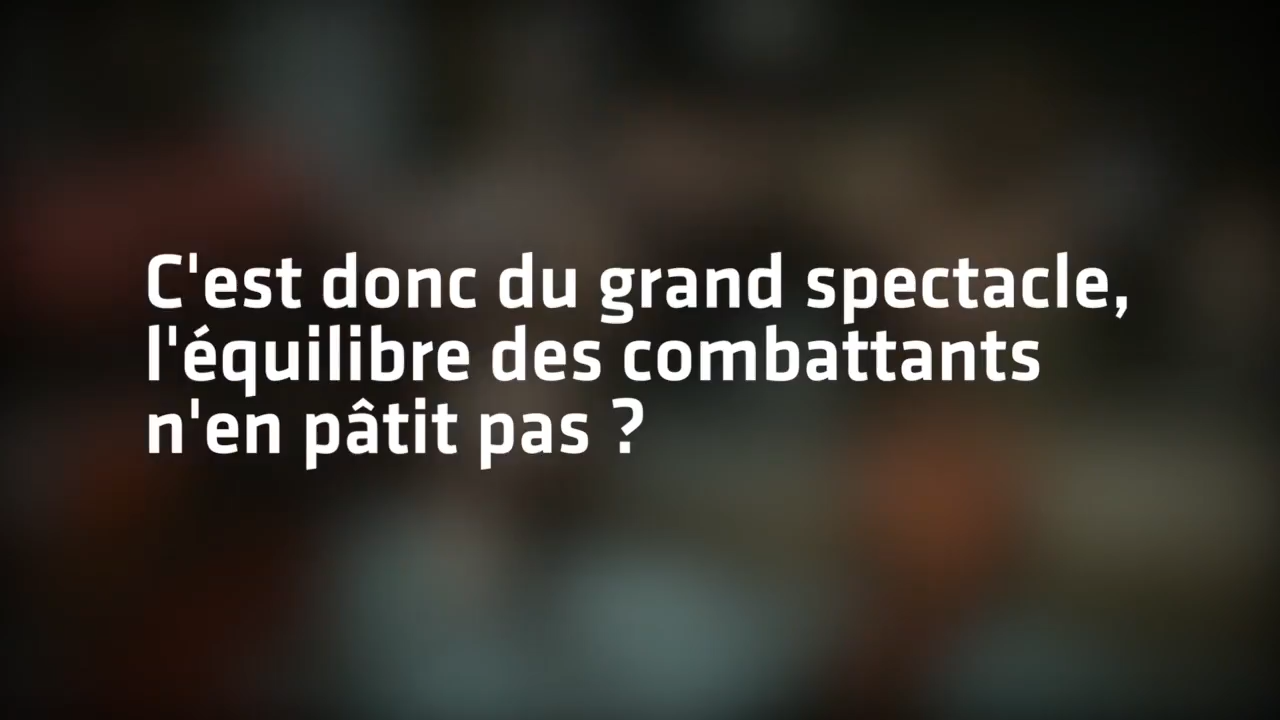 C'est donc du grand spectacle,
l'équilibre des combattants
n'en pâtit pas ?